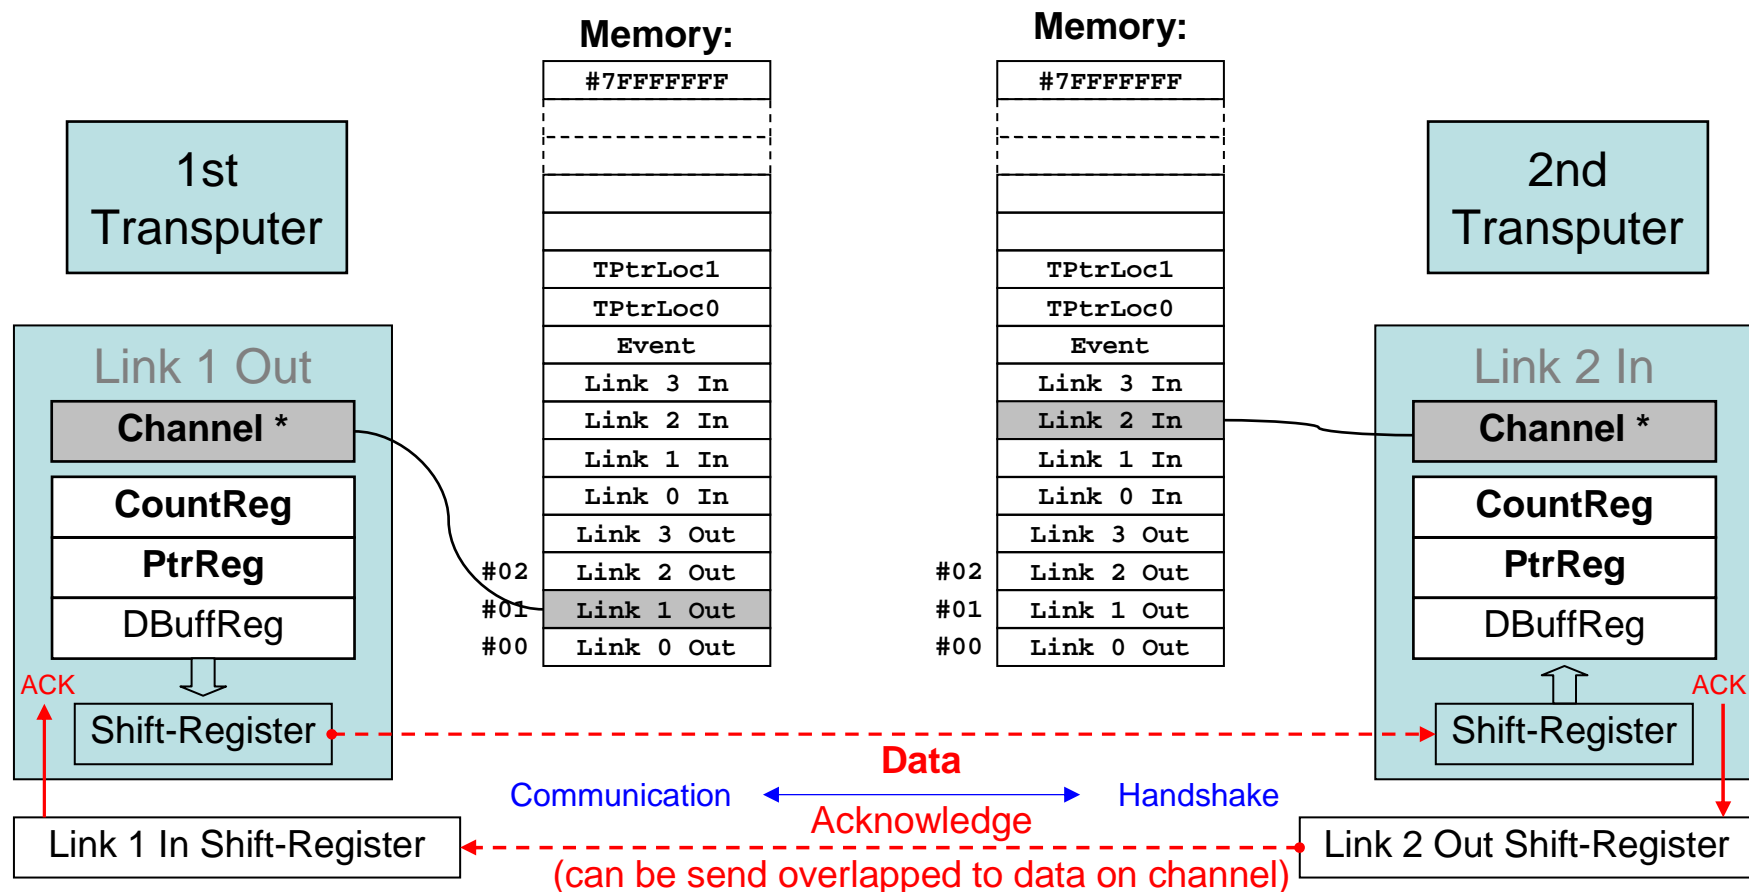 Memory:
Memory:
#7FFFFFFF
#7FFFFFFF
1st
Transputer
2nd
Transputer
TPtrLoc1
TPtrLoc0
Event
Link 3 In
Link 2 In
Link 1 In
Link 0 In
Link 3 Out
#02 Link 2 Out
#01 Link 1 Out
#00 Link 0 Out
TPtrLoc1
TPtrLoc0
Event
Link 3 In
Link 2 In
Link 1 In
Link 0 In
Link 3 Out
#02 Link 2 Out
#01 Link 1 Out
#00 Link 0 Out
Link 1 Out
Channel *
CountReg
PtrReg
DBuffReg
ACK
Shift-Register
Link 2 In
Channel *
CountReg
PtrReg
DBuffReg
ACK
Shift-Register
Data
Communication
Handshake
Acknowledge
Link 1 In Shift-Register
Link 2 Out Shift-Register
(can be send overlapped to data on channel)